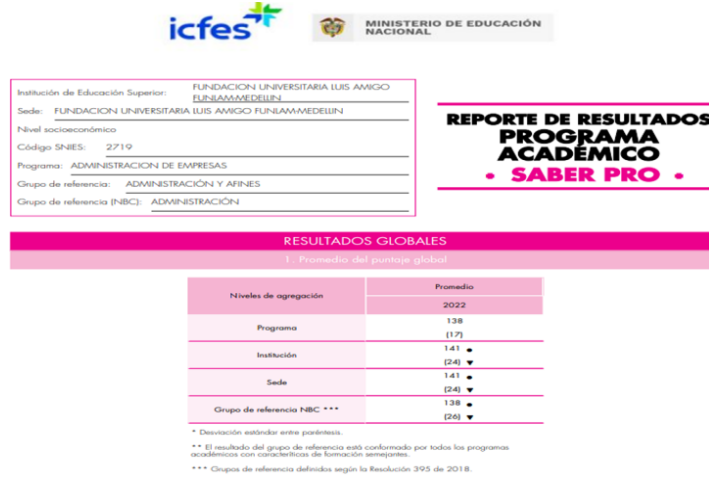 icfes
MINISTERIO DE EDUCACIÓN
NACIONAL
Institución de Educación Superior: FUNDACION UNIVERSITARIA LUIS AMIGO
FUNLAM-MEDELLIN
Sede: FUNDACION UNIVERSITARIA LUIS AMIGO FUNLAM-MEDELLIN
Nivel socioeconómico
Código SNIES: 2719
Programa: ADMINISTRACION DE EMPRESAS
Grupo de referencia: ADMINISTRACIÓN Y AFINES
Grupo de referencia (NBC): ADMINISTRACIÓN
REPORTE DE RESULTADOS
PROGRAMA
ACADÉMICO
• SABER PRO •
RESULTADOS GLOBALES
1. Promedio del puntaje global
Niveles de agregación
Promedio
2022
Programa
138
(17)
Institución
141 ●
(24) ▼
Sede
141 ●
(24) ▼
Grupo de referencia NBC ***
138 ●
(26) ▼
* Desviación estándar entre paréntesis.
** El resultado del grupo de referencia está conformado por todos los programas
académicos con características de formación semejantes.
*** Grupos de referencia definidos según la Resolución 395 de 2018.